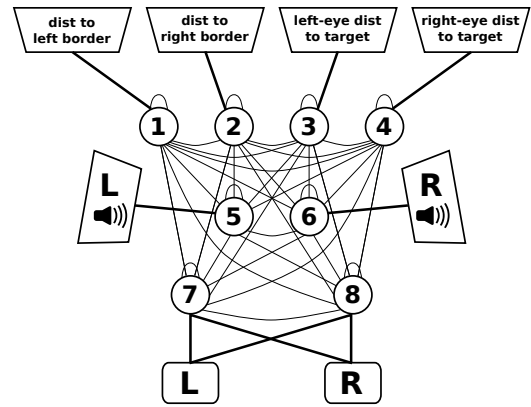 dist to
left border
dist to
right border
left-eye dist
to target
right-eye dist
to target
1 2 3 4
L
R
5 6
7 8
L R